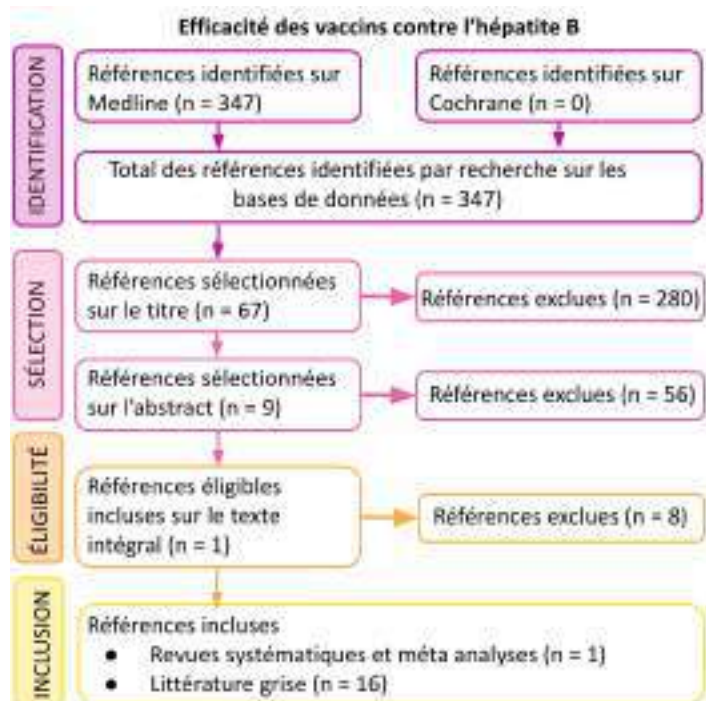 Efficacité des vaccins contre l'hépatite B
IDENTIFICATION
Références identifiées sur
Medline (n = 347)
Références identifiées sur
Cochrane (n = 0)
Total des références identifiées par recherche sur les
bases de données (n = 347)
SÉLECTION
Références sélectionnées
sur le titre (n = 67)
Références exclues (n = 280)
Références sélectionnées
sur l'abstract (n = 9)
Références exclues (n = 56)
ÉLIGIBILITÉ
Références éligibles
incluses sur le texte
intégral (n = 1)
Références exclues (n = 8)
INCLUSION
Références incluses
● Revues systématiques et méta analyses (n = 1)
● Littérature grise (n = 16)